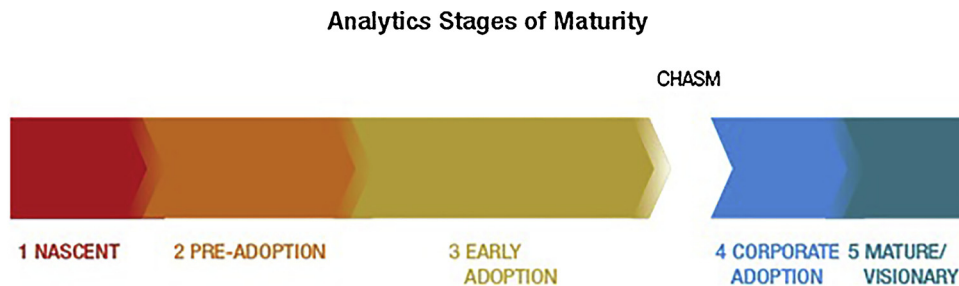 Analytics Stages of Maturity
CHASM
1 NASCENT
2 PRE-ADOPTION
3 EARLY
ADOPTION
4 CORPORATE
ADOPTION
5 MATURE/
VISIONARY